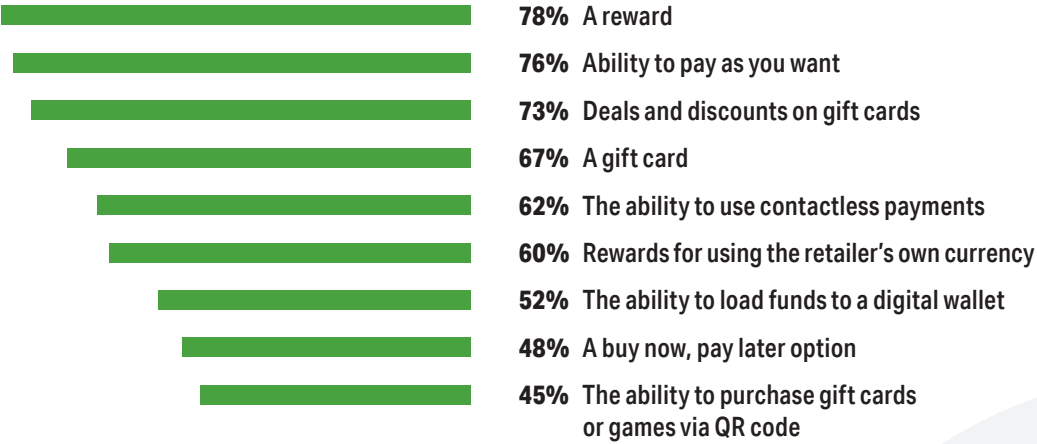 78% A reward
76% Ability to pay as you want
73% Deals and discounts on gift cards
67% A gift card
62% The ability to use contactless payments
60% Rewards for using the retailer’s own currency
52% The ability to load funds to a digital wallet
48% A buy now, pay later option
45% The ability to purchase gift cards
or games via QR code